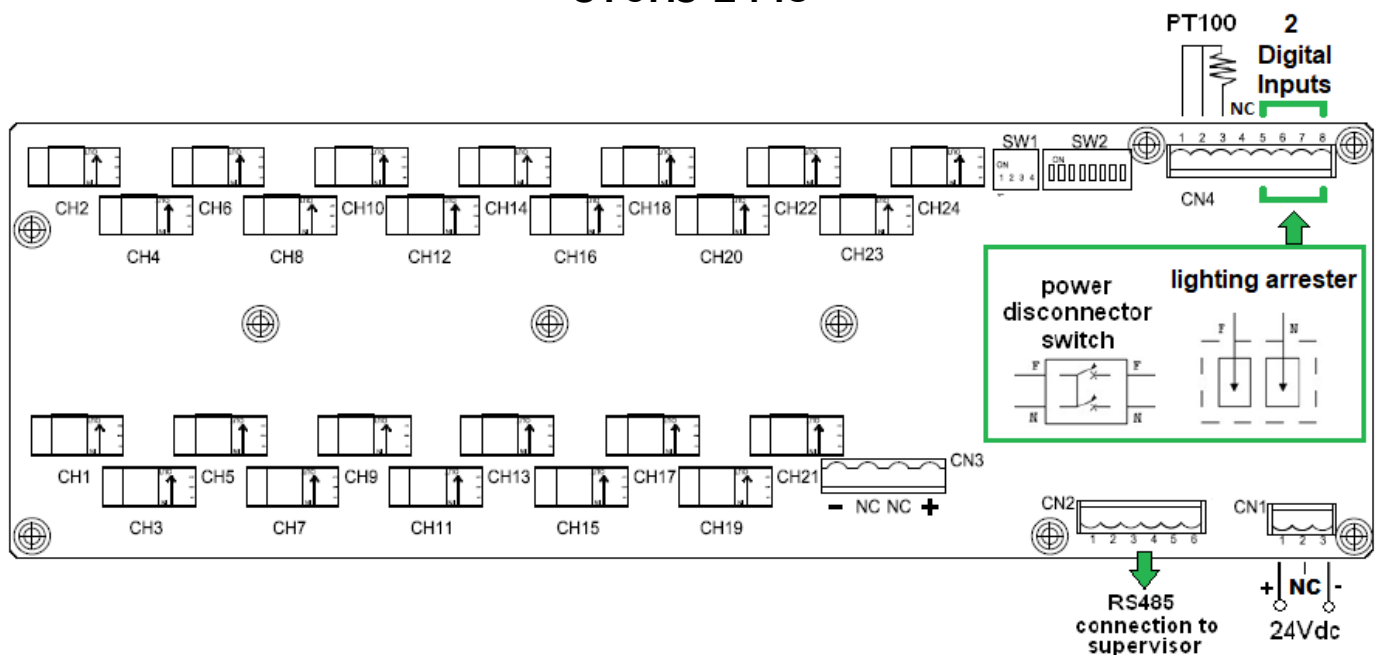 PT100
2
Digital
Inputs
NC
1 2 3 4 5 6 7 8
SW1
ON
1 2 3 4
SW2
ON
CN4
CH2
CH6
CH10
CH14
CH18
CH22
CH24
CH4
CH8
CH12
CH16
CH20
CH23
power
disconnector
switch
F
F
N
N
lighting arrester
F
N
CH1
CH5
CH9
CH13
CH17
CH21
CH3
CH7
CH11
CH15
CH19
CN3
- NC NC +
CN2
1 2 3 4 5 6
CN1
1 2 3
RS485
connection to
supervisor
+ NC -
24Vdc